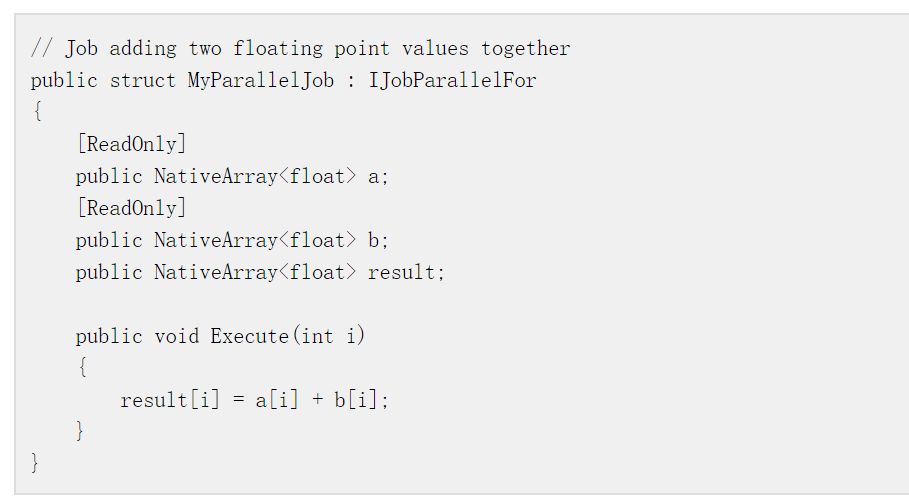 // Job adding two floating point values together
public struct MyParallelJob : IJobParallelFor
{
    [ReadOnly]
    public NativeArray<float> a;
    [ReadOnly]
    public NativeArray<float> b;
    public NativeArray<float> result;

    public void Execute(int i)
    {
        result[i] = a[i] + b[i];
    }
}